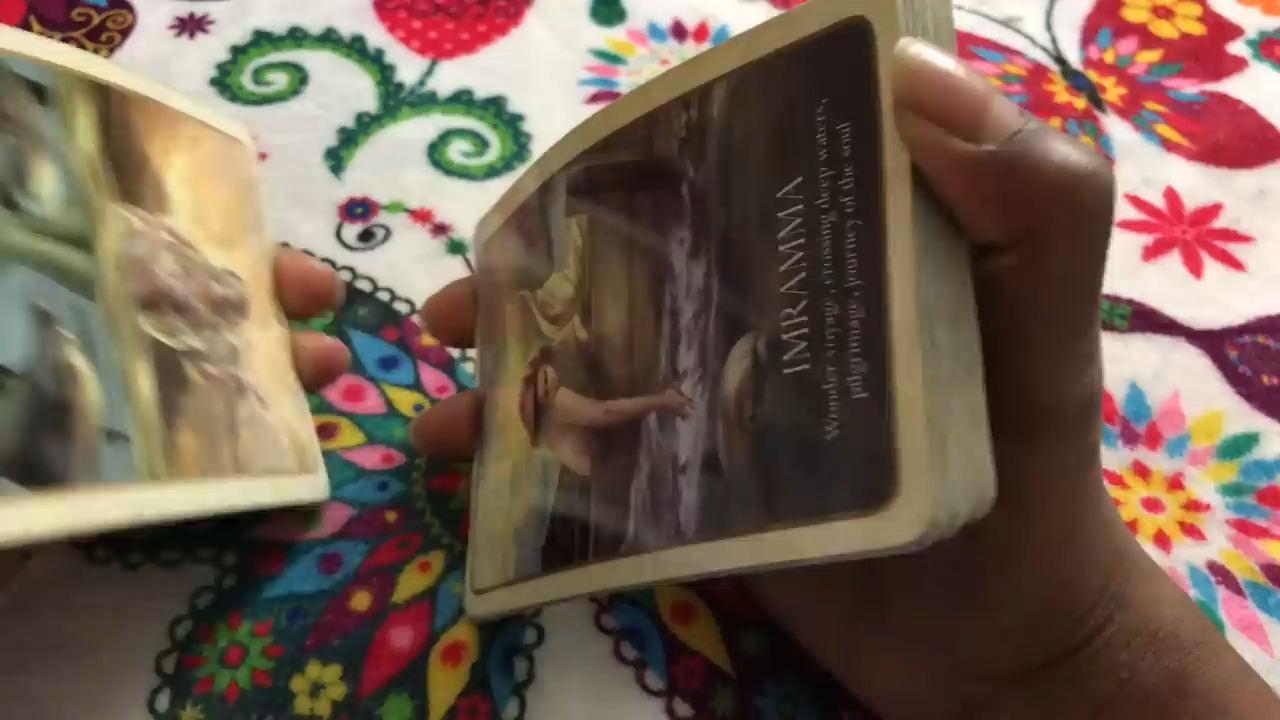 IMRAMMA
Wonder voyage, crossing deep waters,
pilgrimage, journey of the soul